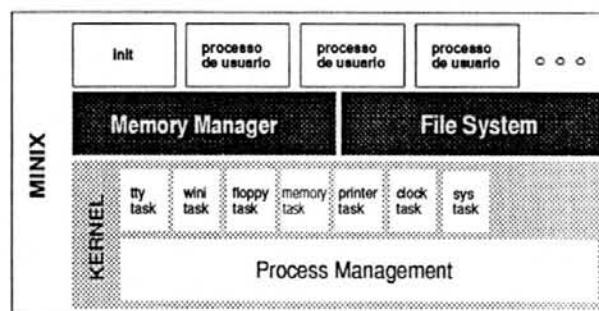 MINIX
init
processo
de usuario
processo
de usuario
processo
de usuario
o o o
Memory Manager
File System
KERNEL
tty
task
wini
task
floppy
task
memory
task
printer
task
clock
task
sys
task
Process Management